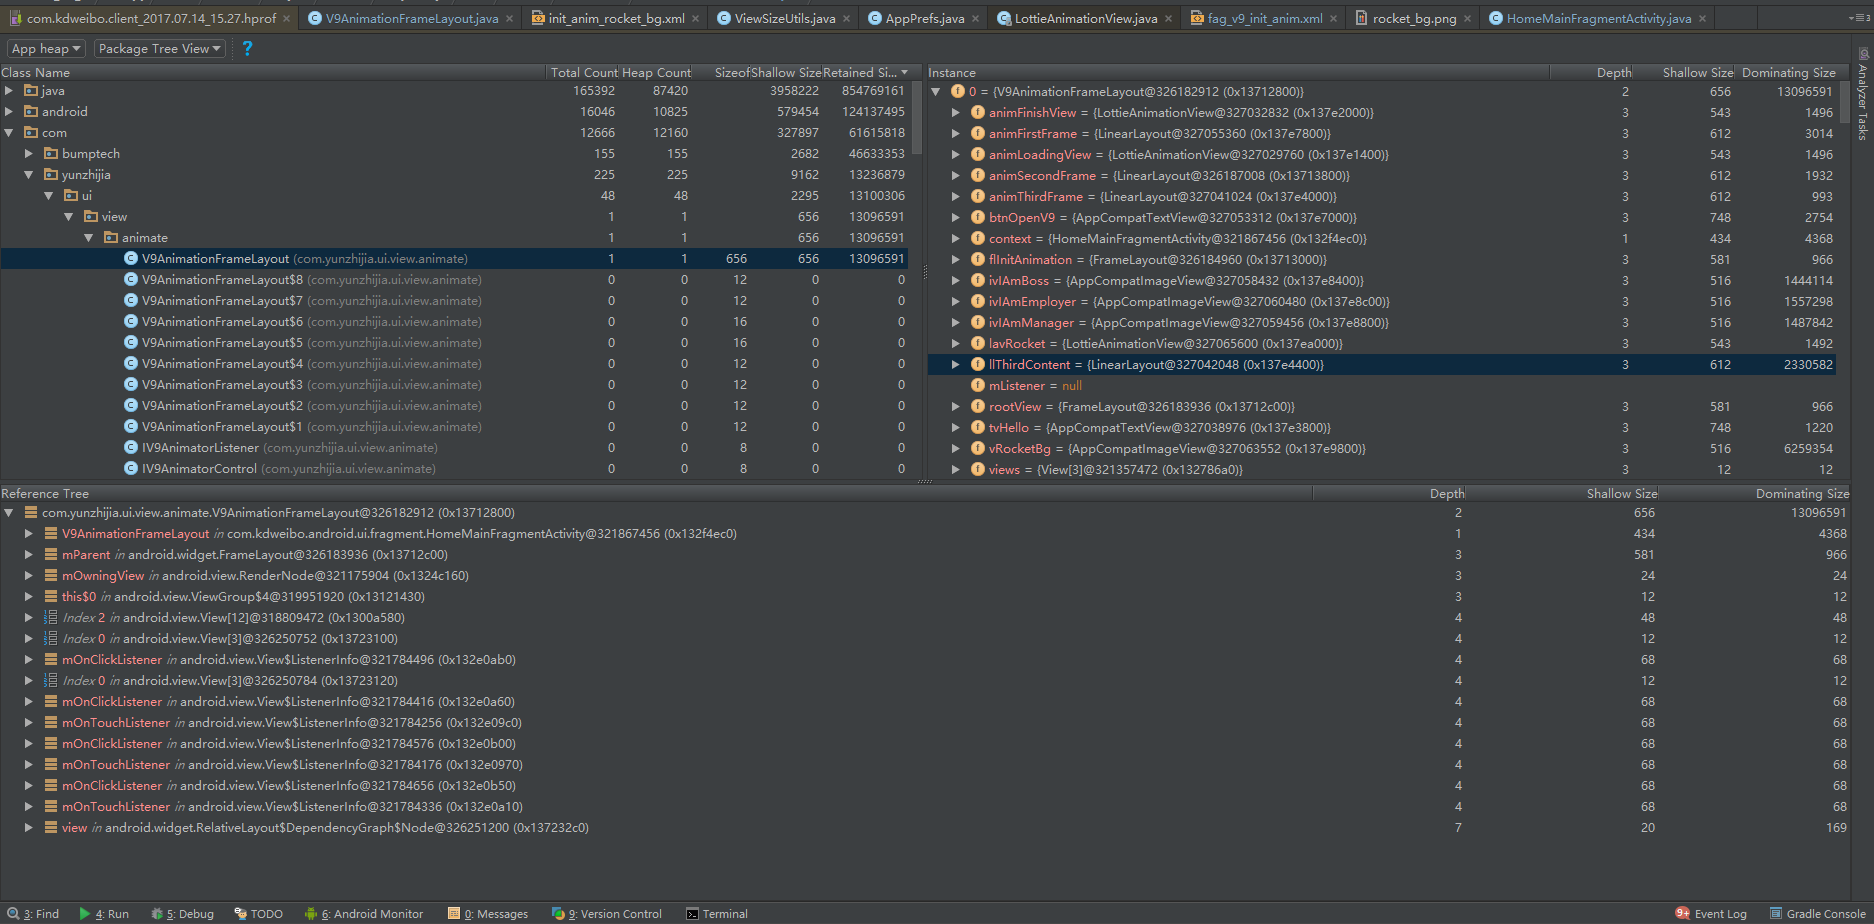 com.kdweibo.client_2017.07.14_15.27.hprof V9AnimationFrameLayout.java init_anim_rocket_bg.xml ViewSizeUtils.java AppPrefs.java LottieAnimationView.java fag_v9_init_anim.xml rocket_bg.png HomeMainFragmentActivity.java
App heap Package Tree View ?
Class Name Total Count Heap Count Sizeof Shallow Size Retained Si...
java 165392 87420 3958222 854769161
android 16046 10825 579454 124137495
com 12666 12160 327897 61615818
bumptech 155 155 2682 46633353
yunzhijia 225 225 9162 13236879
ui 48 48 2295 13100306
view 1 1 656 13096591
animate 1 1 656 13096591
V9AnimationFrameLayout (com.yunzhijia.ui.view.animate) 1 1 656 656 13096591
V9AnimationFrameLayout$8 (com.yunzhijia.ui.view.animate) 0 0 12 0 0
V9AnimationFrameLayout$7 (com.yunzhijia.ui.view.animate) 0 0 12 0 0
V9AnimationFrameLayout$6 (com.yunzhijia.ui.view.animate) 0 0 16 0 0
V9AnimationFrameLayout$5 (com.yunzhijia.ui.view.animate) 0 0 16 0 0
V9AnimationFrameLayout$4 (com.yunzhijia.ui.view.animate) 0 0 12 0 0
V9AnimationFrameLayout$3 (com.yunzhijia.ui.view.animate) 0 0 12 0 0
V9AnimationFrameLayout$2 (com.yunzhijia.ui.view.animate) 0 0 12 0 0
V9AnimationFrameLayout$1 (com.yunzhijia.ui.view.animate) 0 0 12 0 0
IV9AnimatorListener (com.yunzhijia.ui.view.animate) 0 0 8 0 0
IV9AnimatorControl (com.yunzhijia.ui.view.animate) 0 0 8 0 0
Instance Depth Shallow Size Dominating Size
0 = {V9AnimationFrameLayout@326182912 (0x13712800)} 2 656 13096591
animFinishView = {LottieAnimationView@327032832 (0x137e2000)} 3 543 1496
animFirstFrame = {LinearLayout@327055360 (0x137e7800)} 3 612 3014
animLoadingView = {LottieAnimationView@327029760 (0x137e1400)} 3 543 1496
animSecondFrame = {LinearLayout@326187008 (0x13713800)} 3 612 1932
animThirdFrame = {LinearLayout@327041024 (0x137e4000)} 3 612 993
btnOpenV9 = {AppCompatTextView@327053312 (0x137e7000)} 3 748 2754
context = {HomeMainFragmentActivity@321867456 (0x132f4ec0)} 1 434 4368
flInitAnimation = {FrameLayout@326184960 (0x13713000)} 3 581 966
ivIAmBoss = {AppCompatImageView@327058432 (0x137e8400)} 3 516 1444114
ivIAmEmployer = {AppCompatImageView@327060480 (0x137e8c00)} 3 516 1557298
ivIAmManager = {AppCompatImageView@327059456 (0x137e8800)} 3 516 1487842
lavRocket = {LottieAnimationView@327065600 (0x137ea000)} 3 543 1492
llThirdContent = {LinearLayout@327042048 (0x137e4400)} 3 612 2330582
mListener = null
rootView = {FrameLayout@326183936 (0x13712c00)} 3 581 966
tvHello = {AppCompatTextView@327038976 (0x137e3800)} 3 748 1220
vRocketBg = {AppCompatImageView@327063552 (0x137e9800)} 3 516 6259354
views = {View[3]@321357472 (0x132786a0)} 3 12 12
Reference Tree Depth Shallow Size Dominating Size
com.yunzhijia.ui.view.animate.V9AnimationFrameLayout@326182912 (0x13712800) 2 656 13096591
V9AnimationFrameLayout in com.kdweibo.android.ui.fragment.HomeMainFragmentActivity@321867456 (0x132f4ec0) 1 434 4368
mParent in android.widget.FrameLayout@326183936 (0x13712c00) 3 581 966
mOwningView in android.view.RenderNode@321175904 (0x1324c160) 3 24 24
this$0 in android.view.ViewGroup$4@319951920 (0x13121430) 3 12 12
Index 2 in android.view.View[12]@318809472 (0x1300a580) 4 48 48
Index 0 in android.view.View[3]@326250752 (0x13723100) 4 12 12
mOnClickListener in android.view.View$ListenerInfo@321784496 (0x132e0ab0) 4 68 68
Index 0 in android.view.View[3]@326250784 (0x13723120) 4 12 12
mOnClickListener in android.view.View$ListenerInfo@321784416 (0x132e0a60) 4 68 68
mOnTouchListener in android.view.View$ListenerInfo@321784256 (0x132e09c0) 4 68 68
mOnClickListener in android.view.View$ListenerInfo@321784576 (0x132e0b00) 4 68 68
mOnTouchListener in android.view.View$ListenerInfo@321784176 (0x132e0970) 4 68 68
mOnClickListener in android.view.View$ListenerInfo@321784656 (0x132e0b50) 4 68 68
mOnTouchListener in android.view.View$ListenerInfo@321784336 (0x132e0a10) 4 68 68
view in android.widget.RelativeLayout$DependencyGraph$Node@326251200 (0x137232c0) 7 20 169
Analyzer Tasks
3: Find 4: Run 5: Debug TODO 6: Android Monitor 0: Messages 9: Version Control Terminal 9+ Event Log Gradle Console